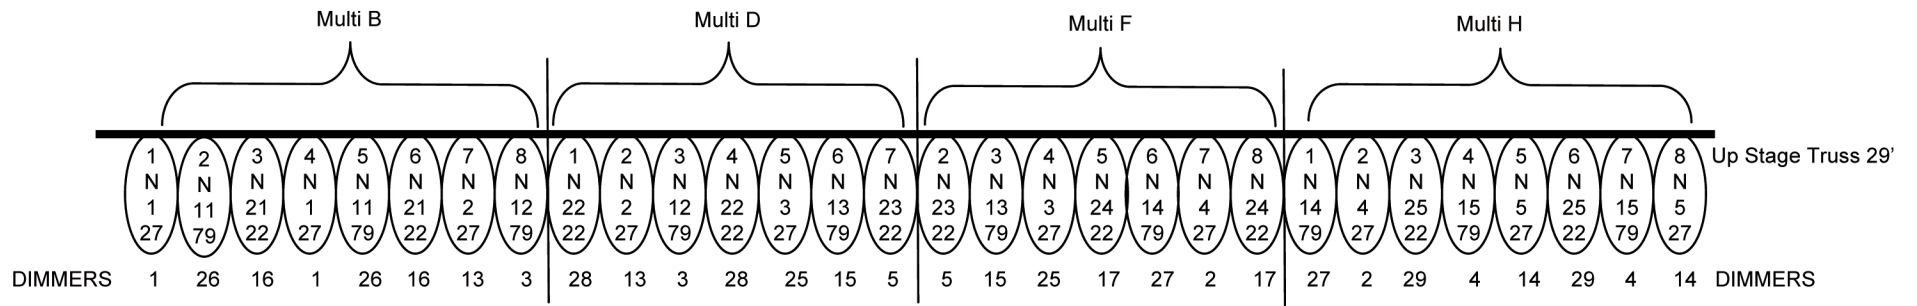 Multi B Multi D Multi F Multi H
1 2 3 4 5 6 7 8 1 2 3 4 5 6 7 2 3 4 5 6 7 8 1 2 3 4 5 6 7 8 Up Stage Truss 29’
N N N N N N N N N N N N N N N N N N N N N N N N N N N N N N
1 11 21 1 11 21 2 12 22 2 12 22 3 13 23 23 13 3 24 14 4 24 14 4 25 15 5 25 15 5
27 79 22 27 79 22 27 79 22 27 79 22 27 79 22 22 79 27 22 79 27 22 79 27 22 79 27 22 79 27
DIMMERS 1 26 16 1 26 16 13 3 28 13 3 28 25 15 5 5 15 25 17 27 2 17 27 2 29 4 14 29 4 14 DIMMERS